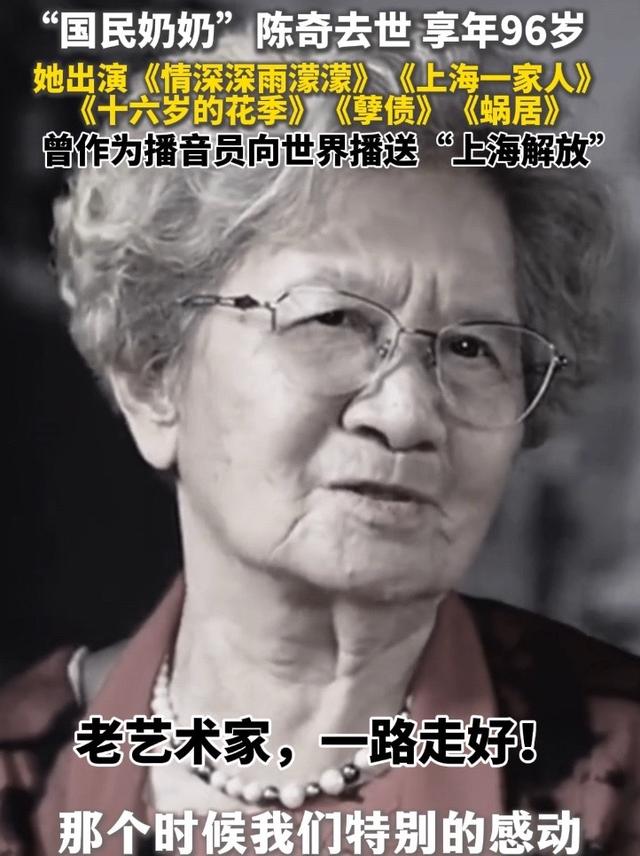 “国民奶奶”陈奇去世 享年96岁
她出演《情深深雨濛濛》《上海一家人》
《十六岁的花季》《孽债》《蜗居》
曾作为播音员向世界播送“上海解放”
老艺术家，一路走好！
那个时候我们特别的感动